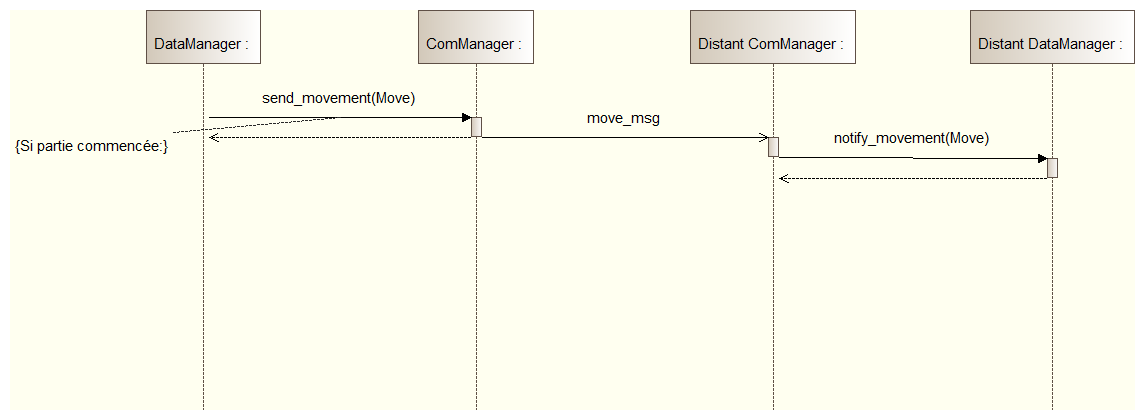 DataManager :
ComManager :
Distant ComManager :
Distant DataManager :
send_movement(Move)
move_msg
notify_movement(Move)
{Si partie commencée:}